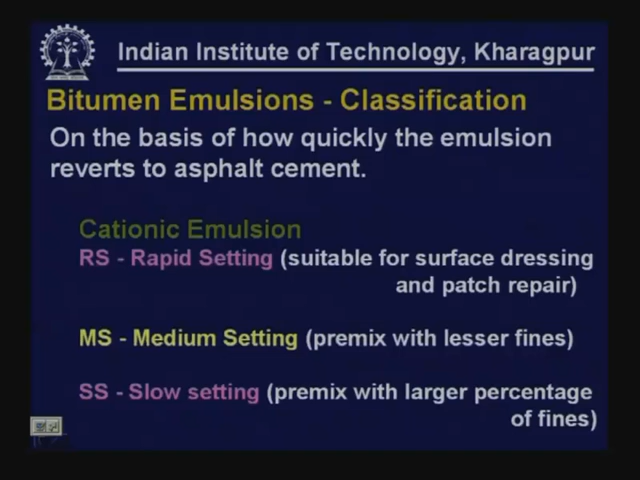 Indian Institute of Technology, Kharagpur
Bitumen Emulsions - Classification
On the basis of how quickly the emulsion
reverts to asphalt cement.
Cationic Emulsion
RS - Rapid Setting (suitable for surface dressing
and patch repair)
MS - Medium Setting (premix with lesser fines)
SS - Slow setting (premix with larger percentage
of fines)